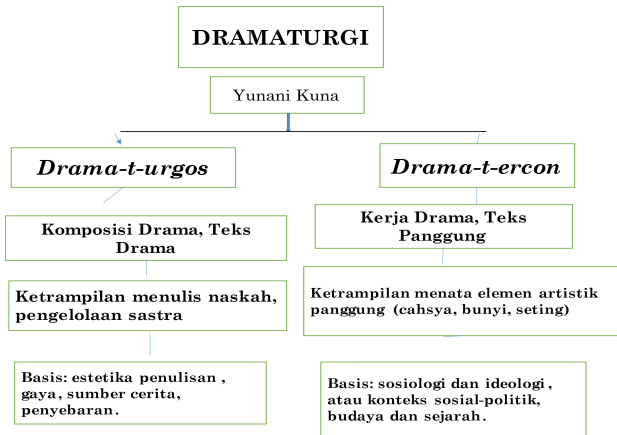 DRAMATURGI
Yunani Kuna
Drama-t-urgos
Drama-t-ercon
Komposisi Drama, Teks
Drama
Kerja Drama, Teks
Panggung
Ketrampilan menulis naskah,
pengelolaan sastra
Ketrampilan menata elemen artistik
panggung (cahsya, bunyi, seting)
Basis: estetika penulisan ,
gaya, sumber cerita,
penyebaran.
Basis: sosiologi dan ideologi ,
atau konteks sosial-politik,
budaya dan sejarah.